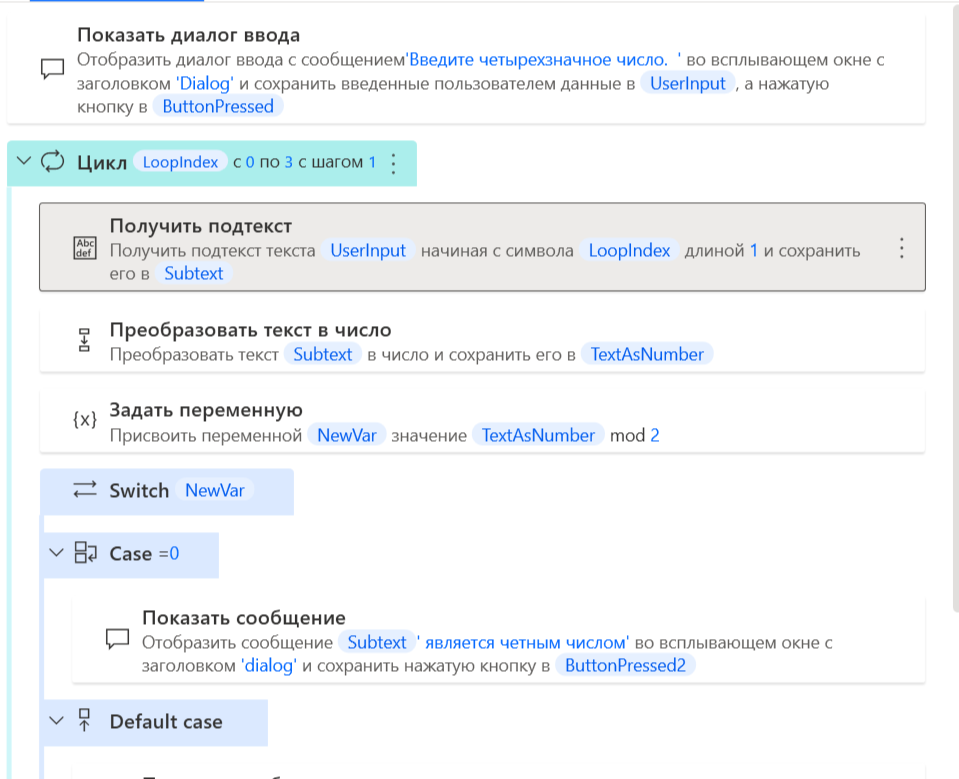 Показать диалог ввода
Отобразить диалог ввода с сообщением'Введите четырехзначное число.  ' во всплывающем окне с
заголовком 'Dialog' и сохранить введенные пользователем данные в UserInput , а нажатую
кнопку в ButtonPressed
Цикл LoopIndex с 0 по 3 с шагом 1
Abc
def
Получить подтекст
Получить подтекст текста UserInput начиная с символа LoopIndex длиной 1 и сохранить
его в Subtext
Преобразовать текст в число
Преобразовать текст Subtext в число и сохранить его в TextAsNumber
{x}
Задать переменную
Присвоить переменной NewVar значение TextAsNumber mod 2
Switch NewVar
Case =0
Показать сообщение
Отобразить сообщение Subtext ' является четным числом' во всплывающем окне с
заголовком 'dialog' и сохранить нажатую кнопку в ButtonPressed2
Default case